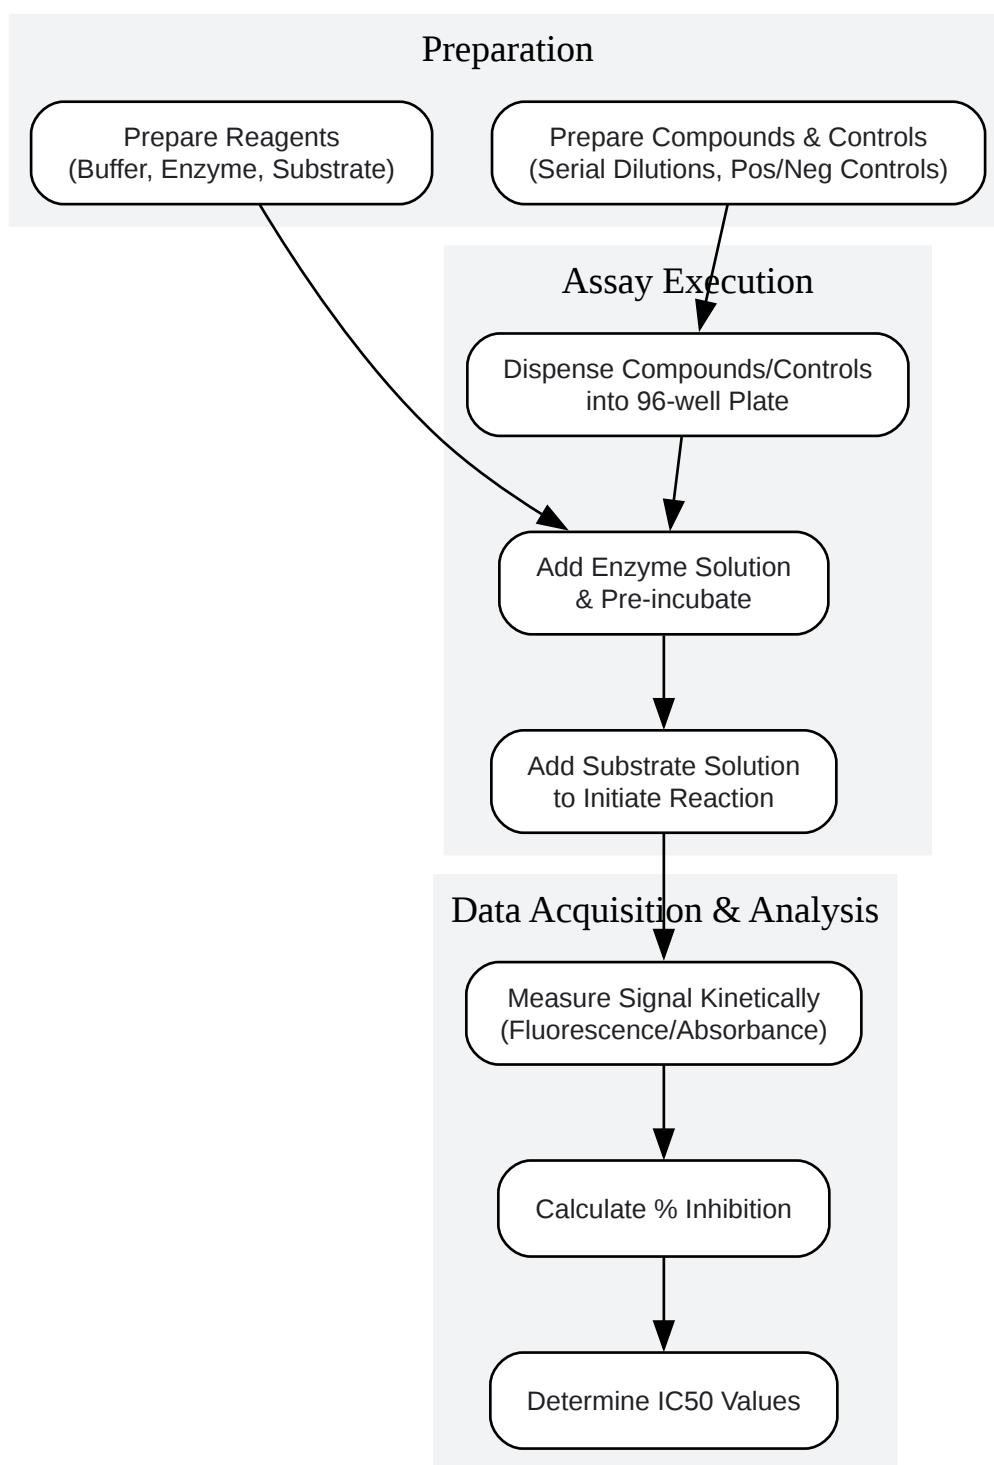 Preparation
Prepare Reagents
(Buffer, Enzyme, Substrate)
Prepare Compounds & Controls
(Serial Dilutions, Pos/Neg Controls)
Assay Execution
Dispense Compounds/Controls
into 96-well Plate
Add Enzyme Solution
& Pre-incubate
Add Substrate Solution
to Initiate Reaction
Data Acquisition & Analysis
Measure Signal Kinetically
(Fluorescence/Absorbance)
Calculate % Inhibition
Determine IC50 Values